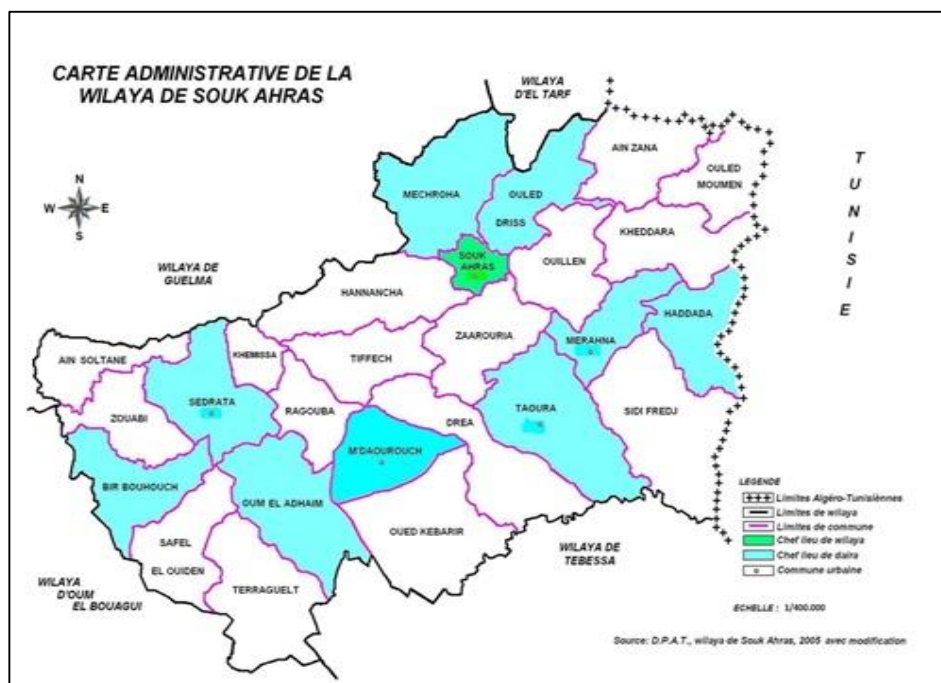 CARTE ADMINISTRATIVE DE LA
WILAYA DE SOUK AHRAS
WILAYA
D'EL TARF
AIN ZANA
OULED
MOUMEN
T
U
N
I
S
I
E
MECHROHA
OULED
DRISS
N
W
E
S
KHEDDARA
SOUK
AHRAS
OUILLEN
WILAYA DE
GUELMA
HANNANCHA
HADDADA
ZAAROURIA
MERAHNA
AIN SOLTANE
KHEMISSA
TIFFECH
SEDRATA
RAGOUBA
TAOURA
SIDI FREDJ
ZOUABI
DREA
M'DAOUROUCH
BIR BOUHOUCH
OUM EL ADHAIM
OUED KEBARIR
SAFEL
EL OUIDEN
TERRAGUELT
WILAYA DE
TEBESSA
WILAYA
D'OUM
EL BOUAGUI
LEGENDE
Limites Algéro-Tunisiènnes
Limites de wilaya
Limites de commune
Chef lieu de wilaya
Chef lieu de daira
Commune urbaine
ECHELLE : 1/400.000
Source: D.P.A.T., wilaya de Souk Ahras, 2005 avec modification